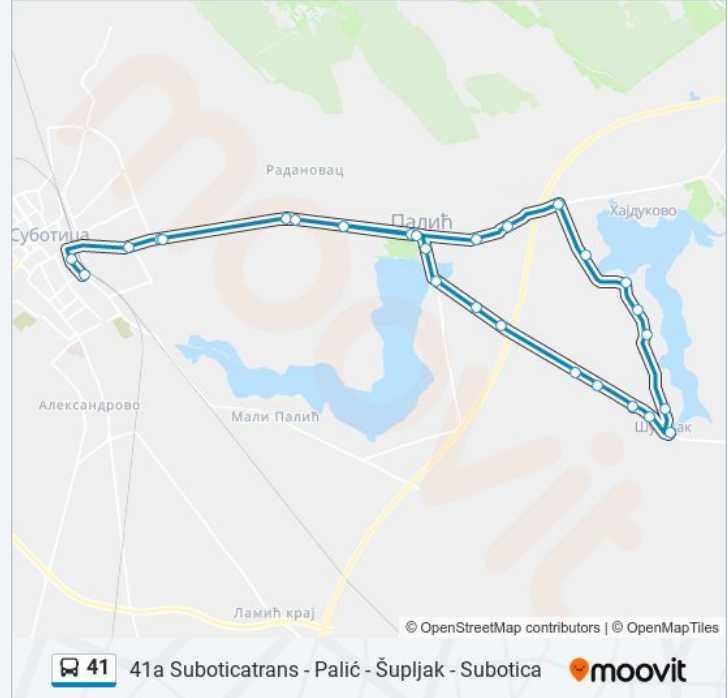 Радановац
Палић
Хајдуково
Суботица
Александрово
Мали Палић
Ламић крај
© OpenStreetMap contributors | © OpenMapTiles
41 41a Suboticatrans - Palić - Šupljak - Subotica moovit
moovit